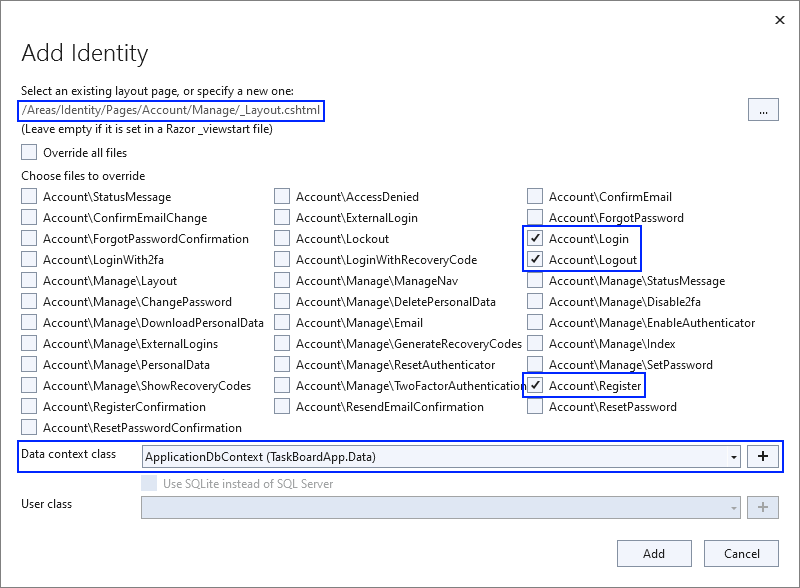 Add Identity
Select an existing layout page, or specify a new one:
/Areas/Identity/Pages/Account/Manage/_Layout.cshtml
...
(Leave empty if it is set in a Razor _viewstart file)
Override all files
Choose files to override
Account\StatusMessage Account\AccessDenied Account\ConfirmEmail
Account\ConfirmEmailChange Account\ExternalLogin Account\ForgotPassword
Account\ForgotPasswordConfirmation Account\Lockout Account\Login
Account\LoginWith2fa Account\LoginWithRecoveryCode Account\Logout
Account\Manage\Layout Account\Manage\ManageNav Account\Manage\StatusMessage
Account\Manage\ChangePassword Account\Manage\DeletePersonalData Account\Manage\Disable2fa
Account\Manage\DownloadPersonalData Account\Manage\Email Account\Manage\EnableAuthenticator
Account\Manage\ExternalLogins Account\Manage\GenerateRecoveryCodes Account\Manage\Index
Account\Manage\PersonalData Account\Manage\ResetAuthenticator Account\Manage\SetPassword
Account\Manage\ShowRecoveryCodes Account\Manage\TwoFactorAuthentication Account\Register
Account\RegisterConfirmation Account\ResendEmailConfirmation Account\ResetPassword
Account\ResetPasswordConfirmation
Data context class ApplicationDbContext (TaskBoardApp.Data) +
Use SQLite instead of SQL Server
User class +
Add Cancel